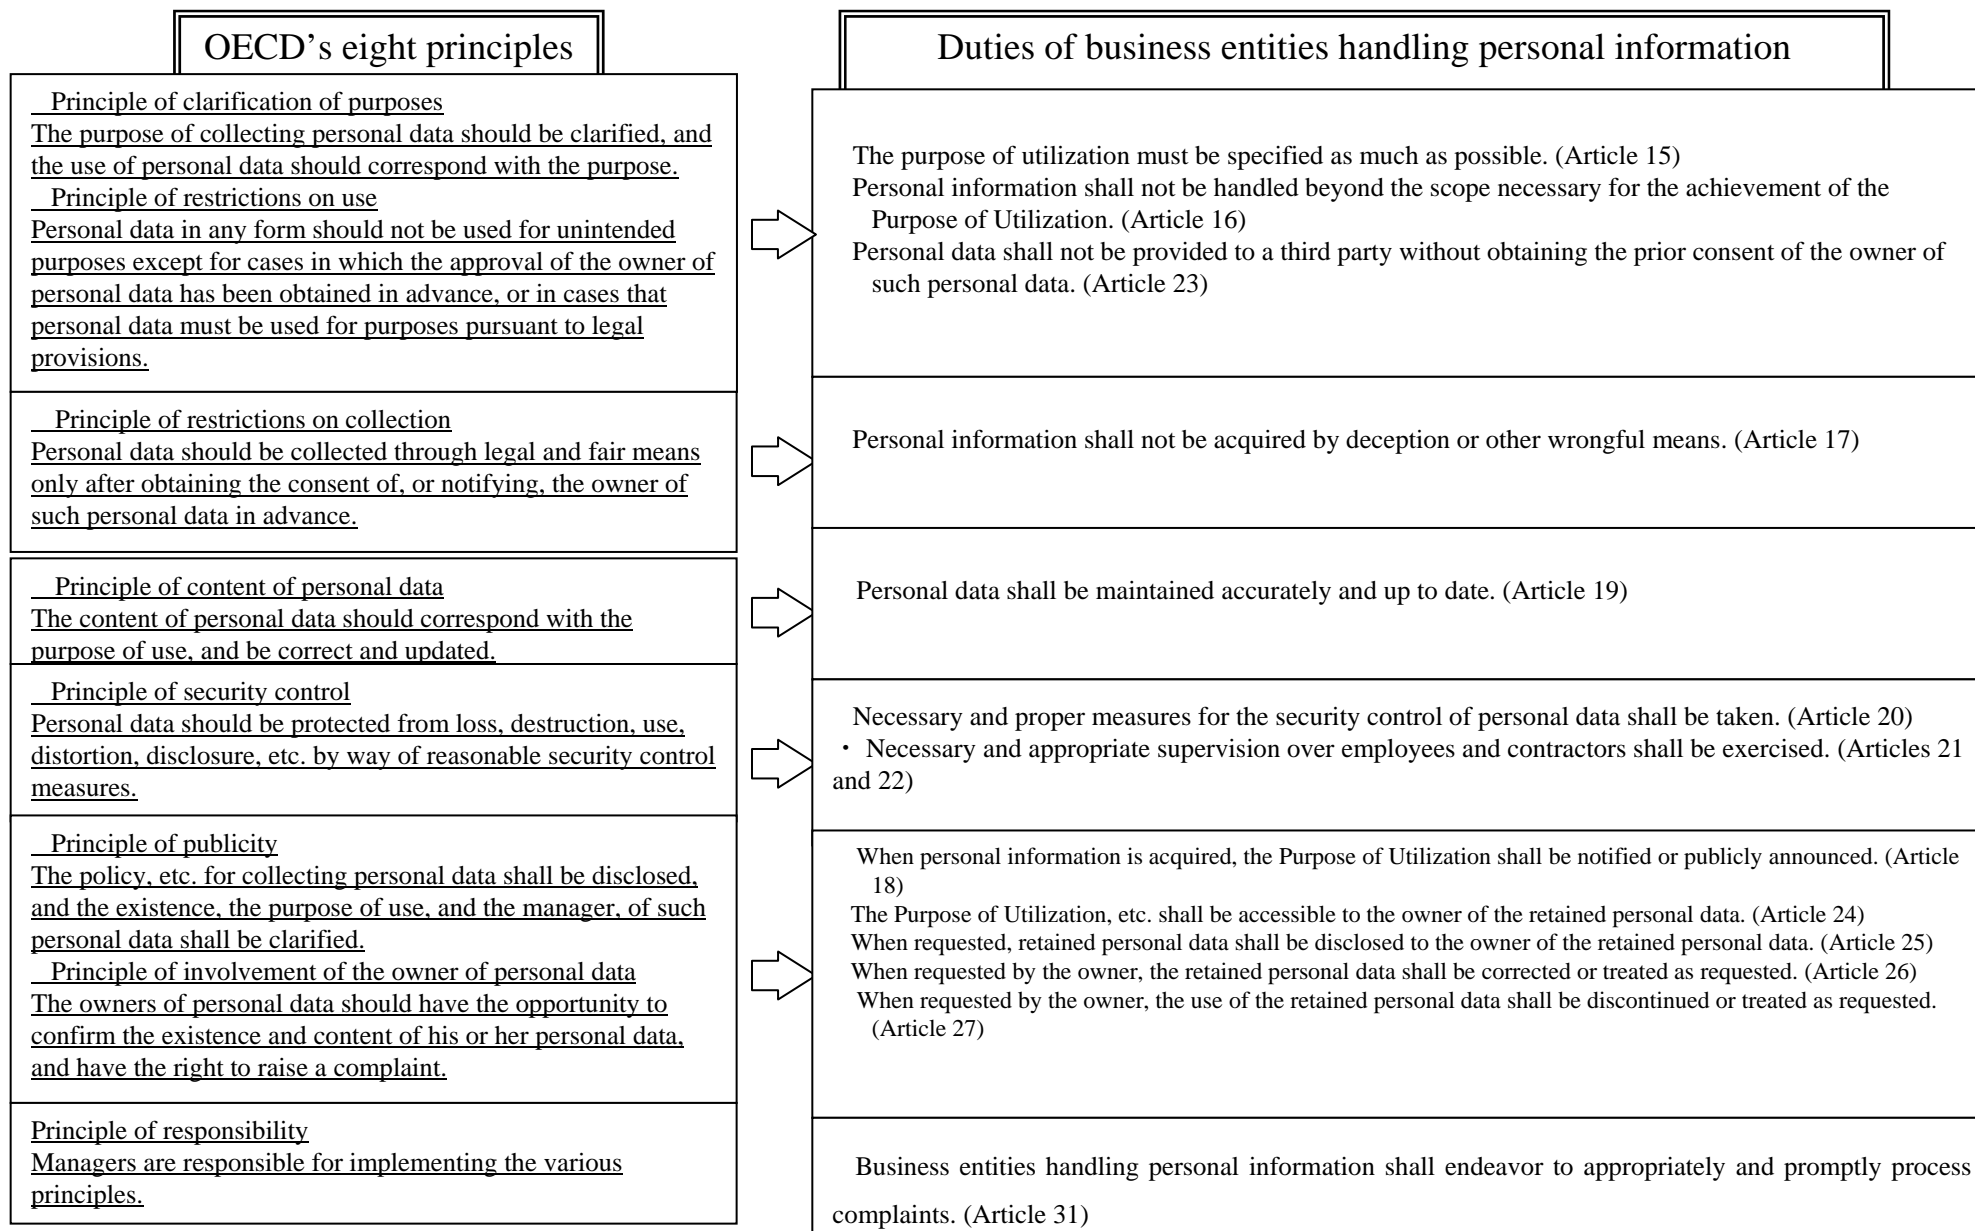 OECD’s eight principles
Principle of clarification of purposes
The purpose of collecting personal data should be clarified, and
the use of personal data should correspond with the purpose.
Principle of restrictions on use
Personal data in any form should not be used for unintended
purposes except for cases in which the approval of the owner of
personal data has been obtained in advance, or in cases that
personal data must be used for purposes pursuant to legal
provisions.
Principle of restrictions on collection
Personal data should be collected through legal and fair means
only after obtaining the consent of, or notifying, the owner of
such personal data in advance.
Principle of content of personal data
The content of personal data should correspond with the
purpose of use, and be correct and updated.
Principle of security control
Personal data should be protected from loss, destruction, use,
distortion, disclosure, etc. by way of reasonable security control
measures.
Principle of publicity
The policy, etc. for collecting personal data shall be disclosed,
and the existence, the purpose of use, and the manager, of such
personal data shall be clarified.
Principle of involvement of the owner of personal data
The owners of personal data should have the opportunity to
confirm the existence and content of his or her personal data,
and have the right to raise a complaint.
Principle of responsibility
Managers are responsible for implementing the various
principles.
Duties of business entities handling personal information
The purpose of utilization must be specified as much as possible. (Article 15)
Personal information shall not be handled beyond the scope necessary for the achievement of the
Purpose of Utilization. (Article 16)
Personal data shall not be provided to a third party without obtaining the prior consent of the owner of
such personal data. (Article 23)
Personal information shall not be acquired by deception or other wrongful means. (Article 17)
Personal data shall be maintained accurately and up to date. (Article 19)
Necessary and proper measures for the security control of personal data shall be taken. (Article 20)
・ Necessary and appropriate supervision over employees and contractors shall be exercised. (Articles 21
and 22)
When personal information is acquired, the Purpose of Utilization shall be notified or publicly announced. (Article
18)
The Purpose of Utilization, etc. shall be accessible to the owner of the retained personal data. (Article 24)
When requested, retained personal data shall be disclosed to the owner of the retained personal data. (Article 25)
When requested by the owner, the retained personal data shall be corrected or treated as requested. (Article 26)
When requested by the owner, the use of the retained personal data shall be discontinued or treated as requested.
(Article 27)
Business entities handling personal information shall endeavor to appropriately and promptly process
complaints. (Article 31)